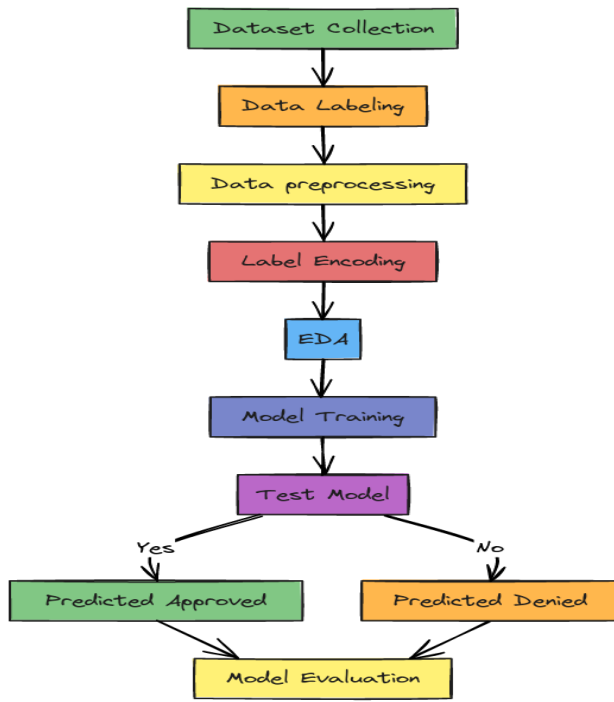 Dataset Collection
Data Labeling
Data preprocessing
Label Encoding
EDA
Model Training
Test Model
Yes
No
Predicted Approved
Predicted Denied
Model Evaluation